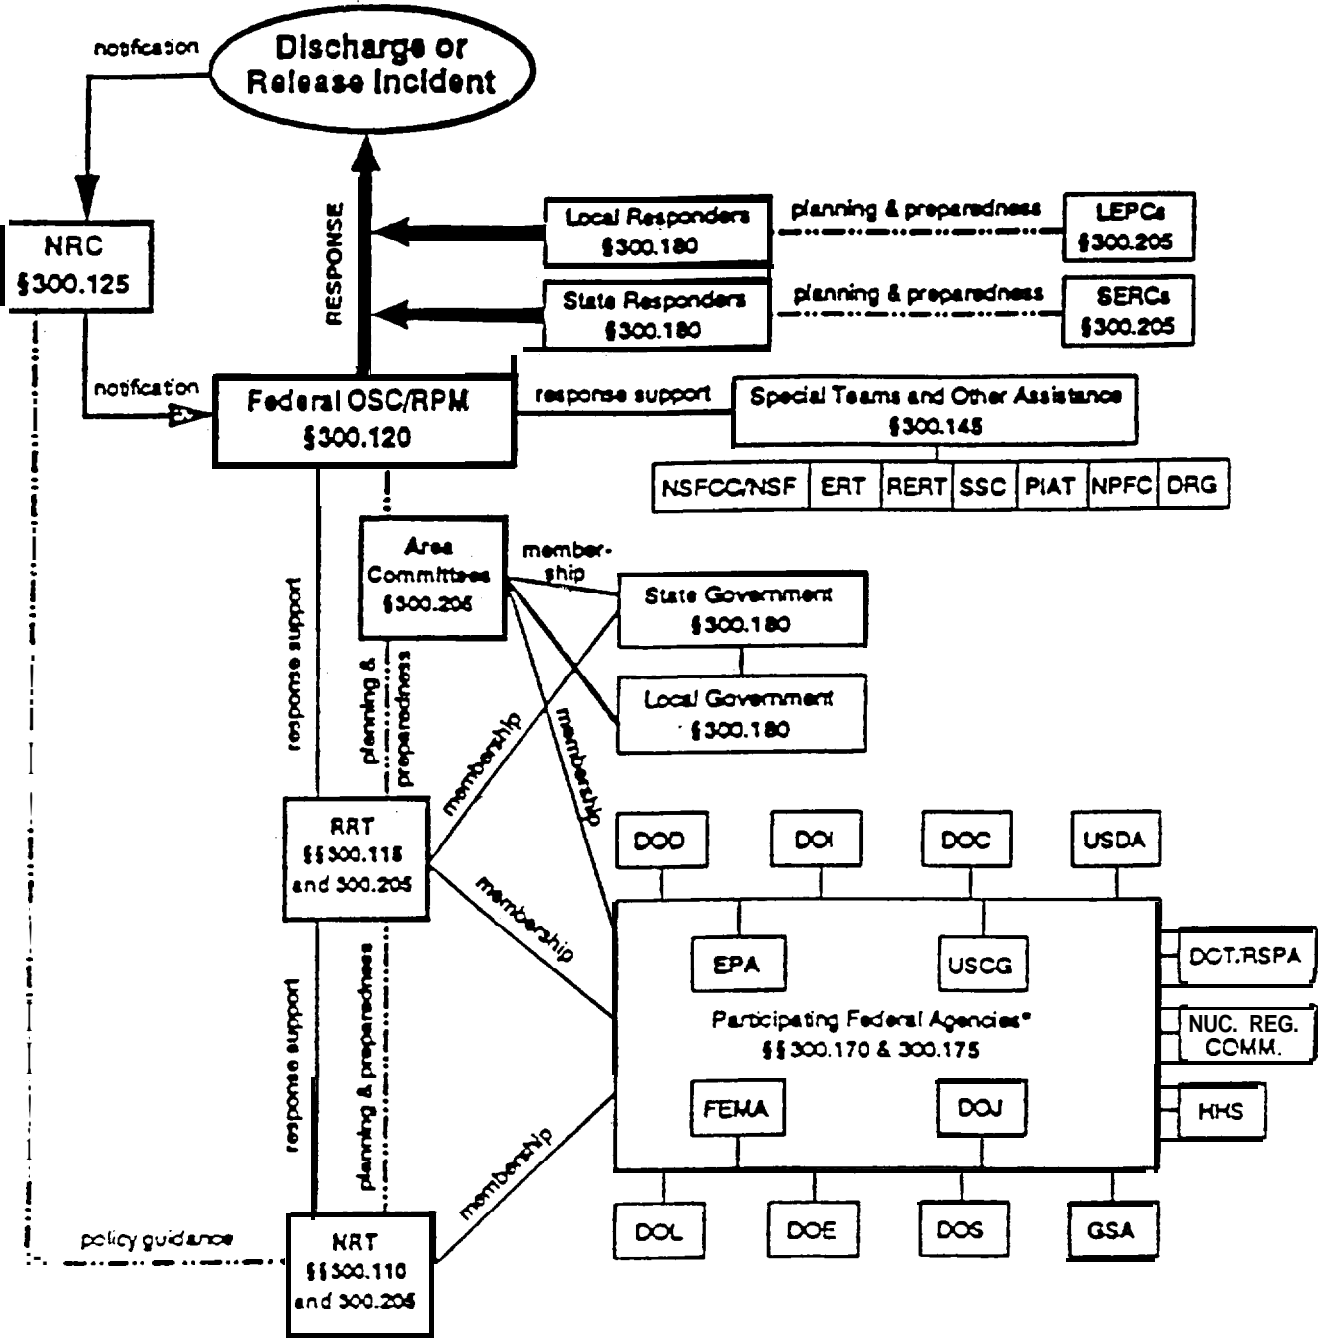 notification
Discharge or
Release Incident
NRC
§300.125
RESPONSE
Local Responders
§300.180
planning & preparedness
LEPCs
§300.205
State Responders
§300.180
planning & preparedness
SERCs
§300.205
notification
Federal OSC/RPM
§300.120
response support
Special Teams and Other Assistance
§300.145
NSFCC/NSF
ERT
RERT
SSC
PIAT
NPFC
DRG
Area
Committees
§300.205
member-
ship
State Government
§300.180
Local Government
§300.180
response support
planning &
preparedness
membership
membership
RRT
§§300.115
and 300.205
membership
DOD
DOI
DOC
USDA
EPA
USCG
DOT/RSPA
Participating Federal Agencies*
§§300.170 & 300.175
NUC. REG.
COMM.
FEMA
DOJ
HHS
response support
planning & preparedness
membership
DOL
DOE
DOS
GSA
policy guidance
NRT
§§300.110
and 300.205